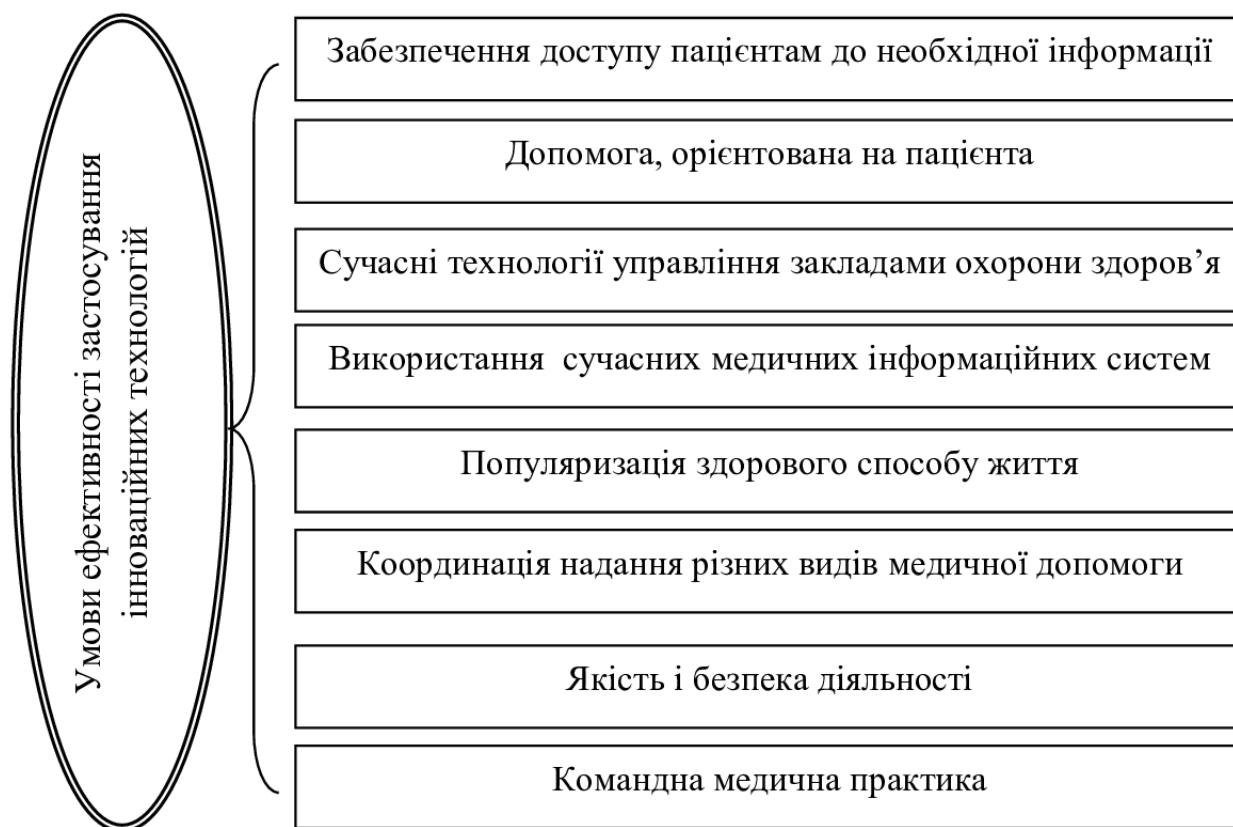 Умови ефективності застосування
інноваційних технологій
Забезпечення доступу пацієнтам до необхідної інформації
Допомога, орієнтована на пацієнта
Сучасні технології управління закладами охорони здоров’я
Використання  сучасних медичних інформаційних систем
Популяризація здорового способу життя
Координація надання різних видів медичної допомоги
Якість і безпека діяльності
Командна медична практика